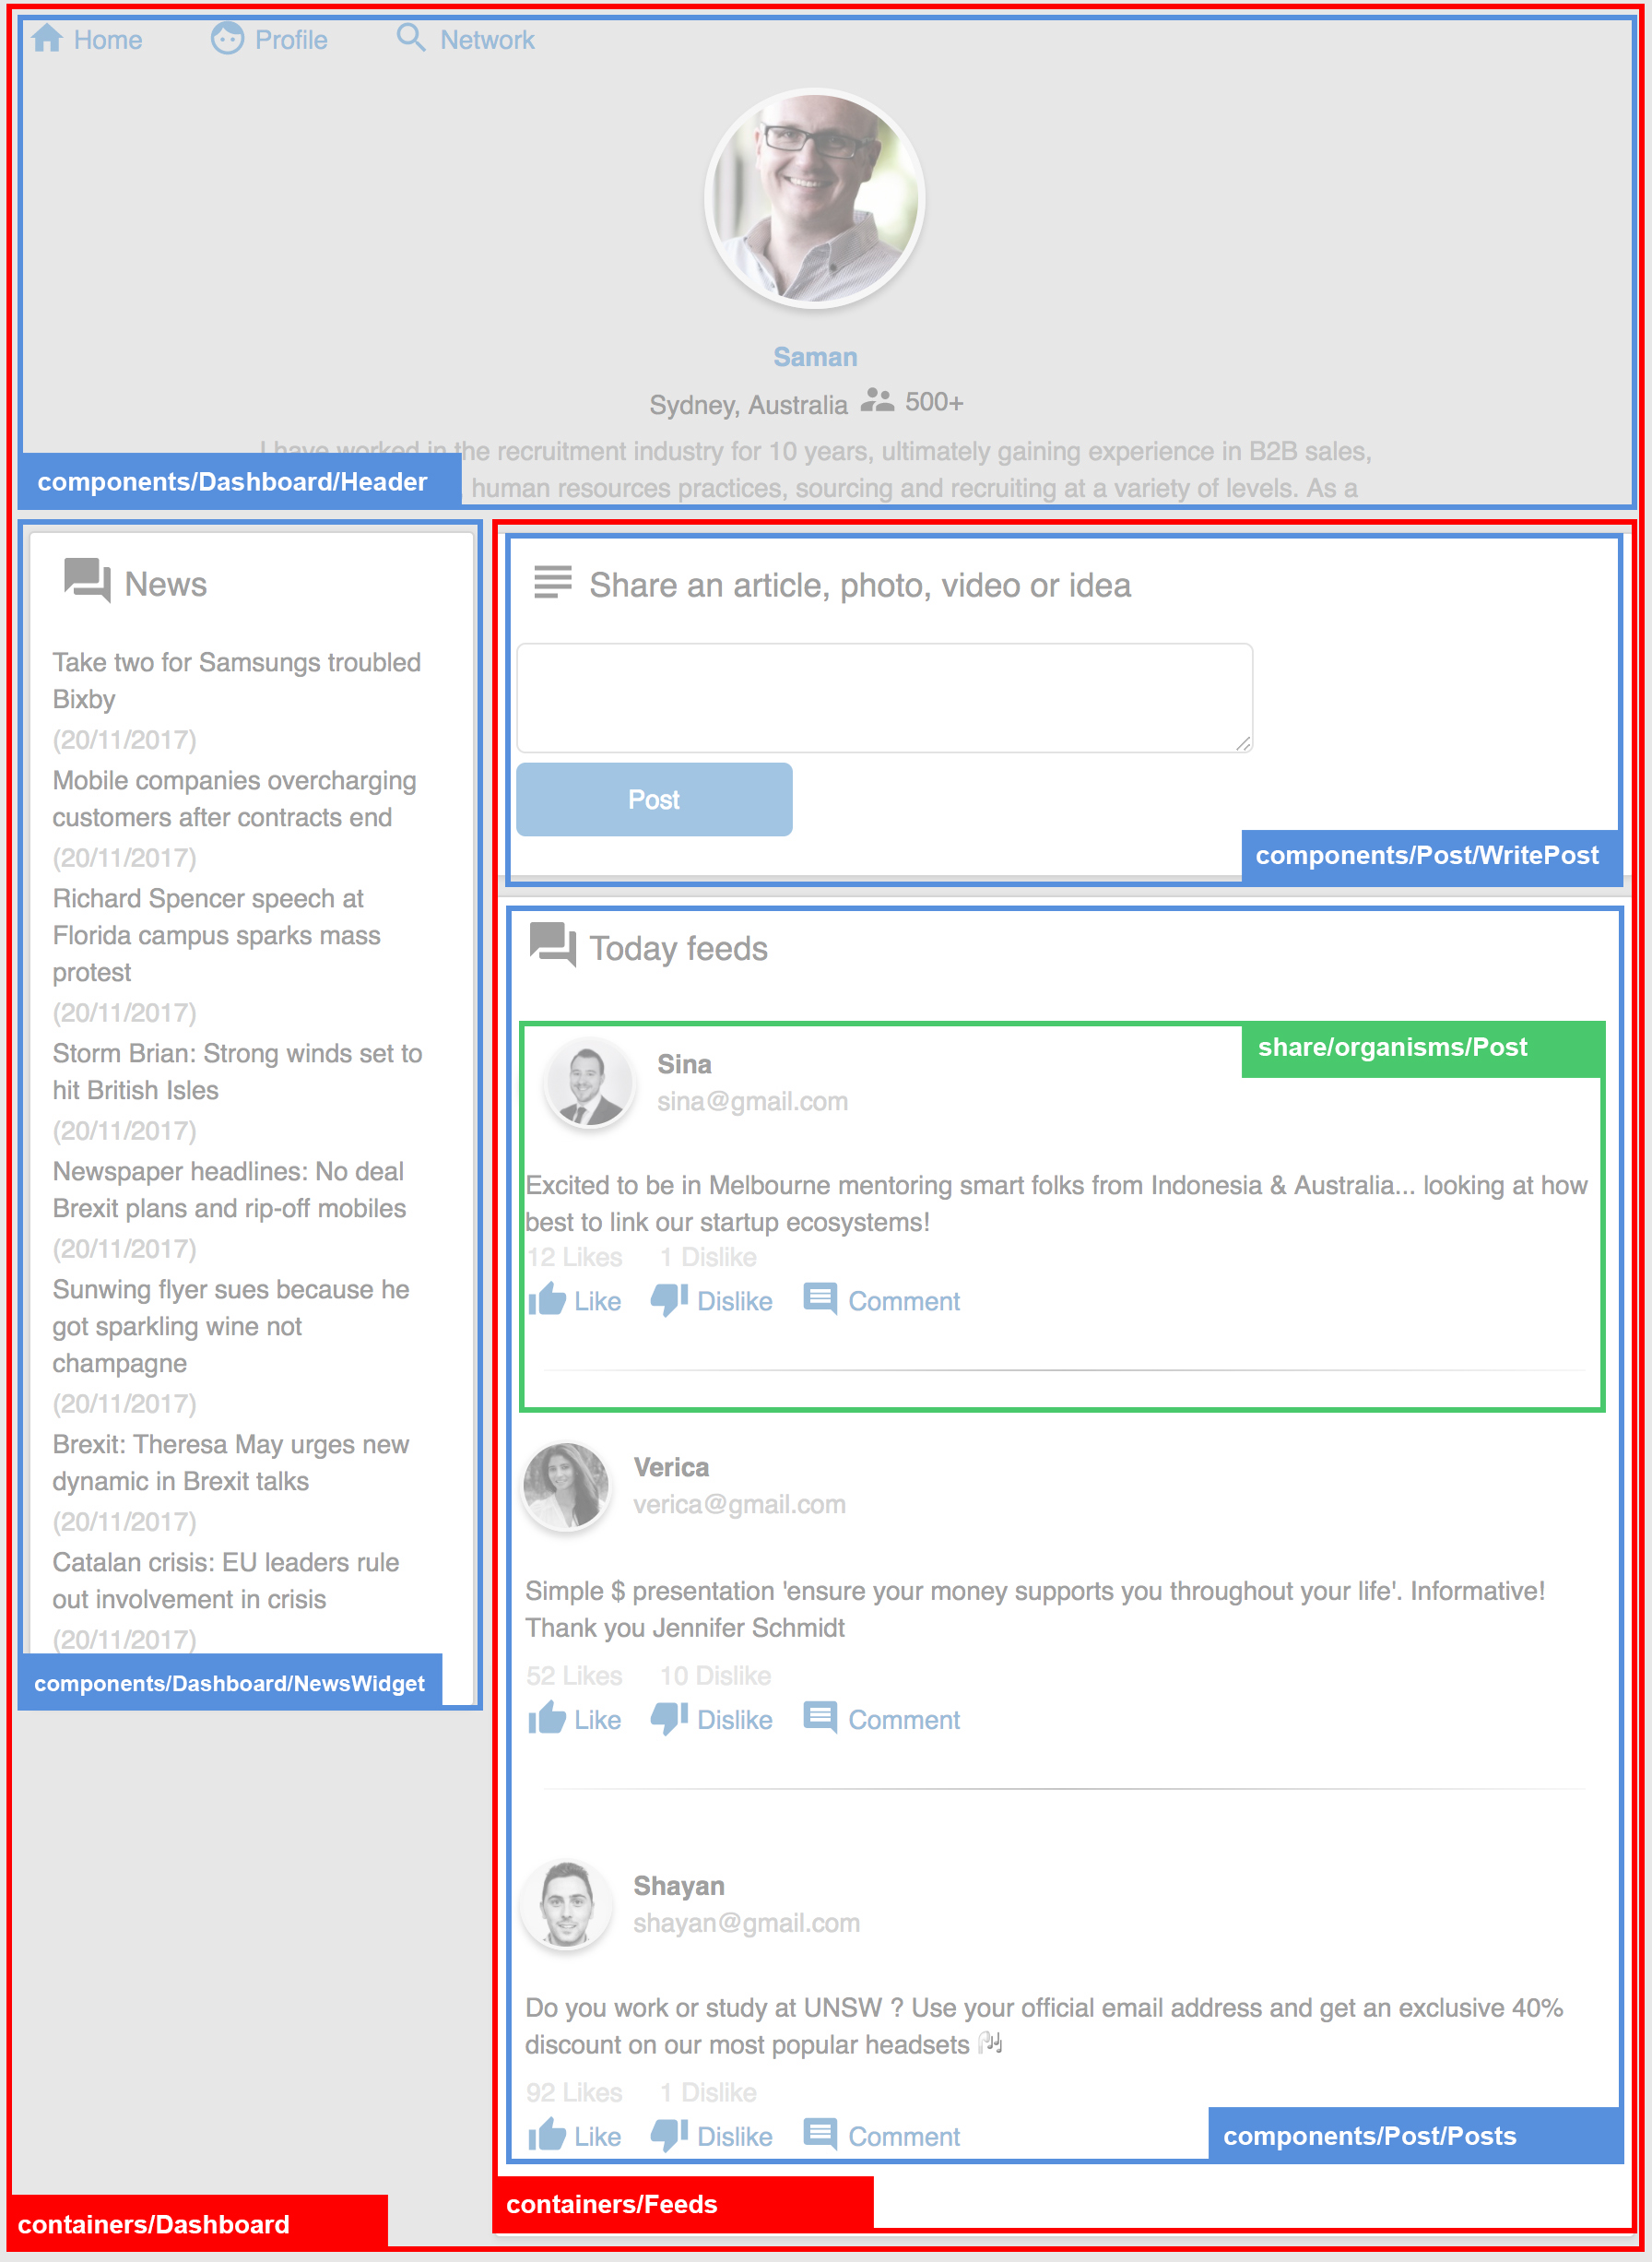 Home Profile Network
Saman
Sydney, Australia 500+
I have worked in the recruitment industry for 10 years, ultimately gaining experience in B2B sales,
human resources practices, sourcing and recruiting at a variety of levels. As a
components/Dashboard/Header
News
Take two for Samsungs troubled
Bixby
(20/11/2017)
Mobile companies overcharging
customers after contracts end
(20/11/2017)
Richard Spencer speech at
Florida campus sparks mass
protest
(20/11/2017)
Storm Brian: Strong winds set to
hit British Isles
(20/11/2017)
Newspaper headlines: No deal
Brexit plans and rip-off mobiles
(20/11/2017)
Sunwing flyer sues because he
got sparkling wine not
champagne
(20/11/2017)
Brexit: Theresa May urges new
dynamic in Brexit talks
(20/11/2017)
Catalan crisis: EU leaders rule
out involvement in crisis
(20/11/2017)
components/Dashboard/NewsWidget
Share an article, photo, video or idea
Post
components/Post/WritePost
Today feeds
share/organisms/Post
Sina
sina@gmail.com
Excited to be in Melbourne mentoring smart folks from Indonesia & Australia... looking at how
best to link our startup ecosystems!
12 Likes 1 Dislike
Like Dislike Comment
Verica
verica@gmail.com
Simple $ presentation 'ensure your money supports you throughout your life'. Informative!
Thank you Jennifer Schmidt
52 Likes 10 Dislike
Like Dislike Comment
Shayan
shayan@gmail.com
Do you work or study at UNSW ? Use your official email address and get an exclusive 40%
discount on our most popular headsets
92 Likes 1 Dislike
Like Dislike Comment
components/Post/Posts
containers/Feeds
containers/Dashboard